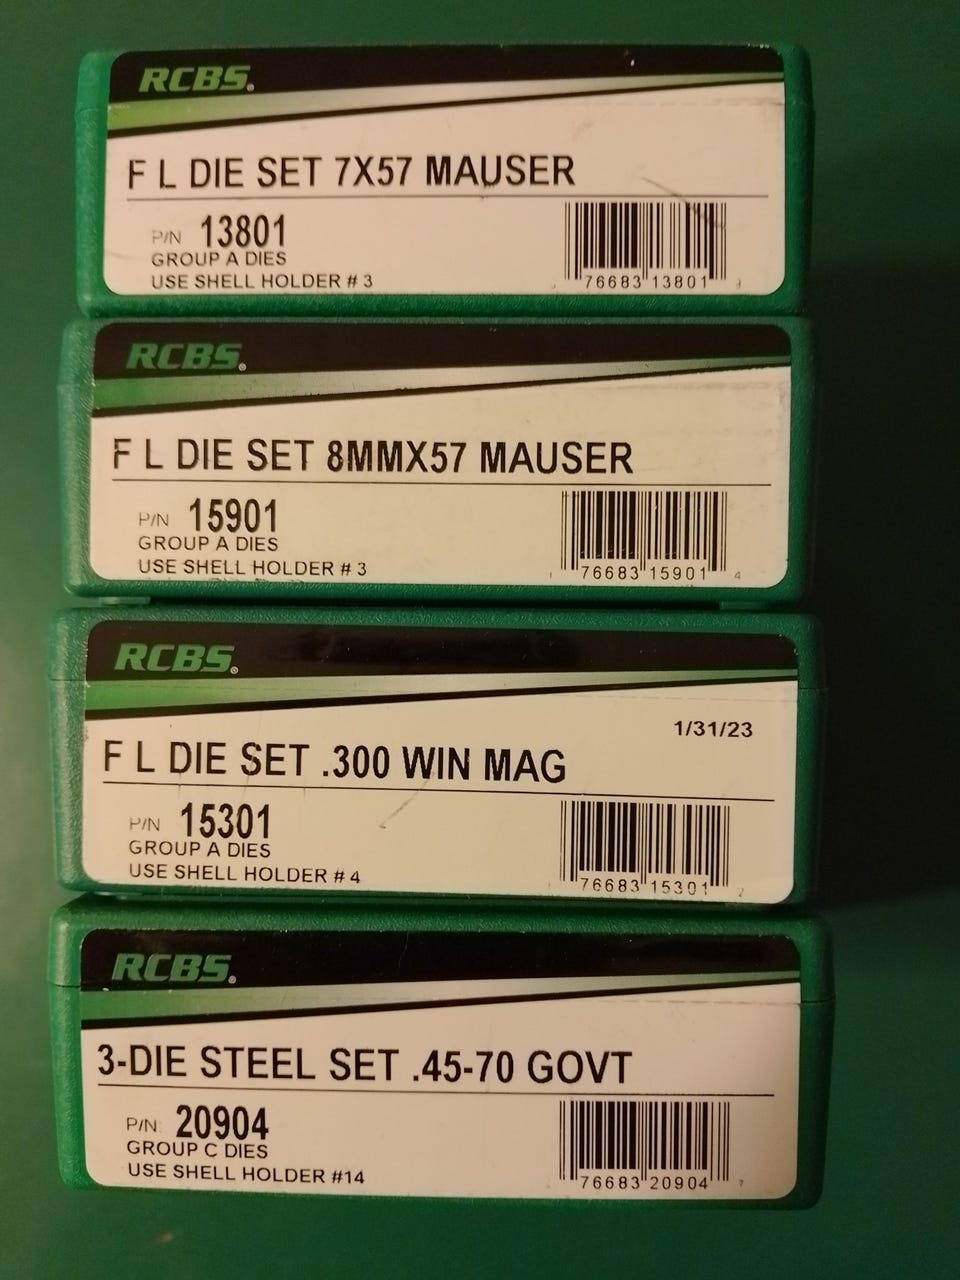 RCBS®
F L DIE SET 7X57 MAUSER
P/N 13801
GROUP A DIES
USE SHELL HOLDER # 3
76683 13801
RCBS®
F L DIE SET 8MMX57 MAUSER
P/N 15901
GROUP A DIES
USE SHELL HOLDER # 3
76683 15901 4
RCBS®
1/31/23
F L DIE SET .300 WIN MAG
P/N 15301
GROUP A DIES
USE SHELL HOLDER # 4
76683 15301 2
RCBS®
3-DIE STEEL SET .45-70 GOVT
P/N 20904
GROUP C DIES
USE SHELL HOLDER #14
76683 20904